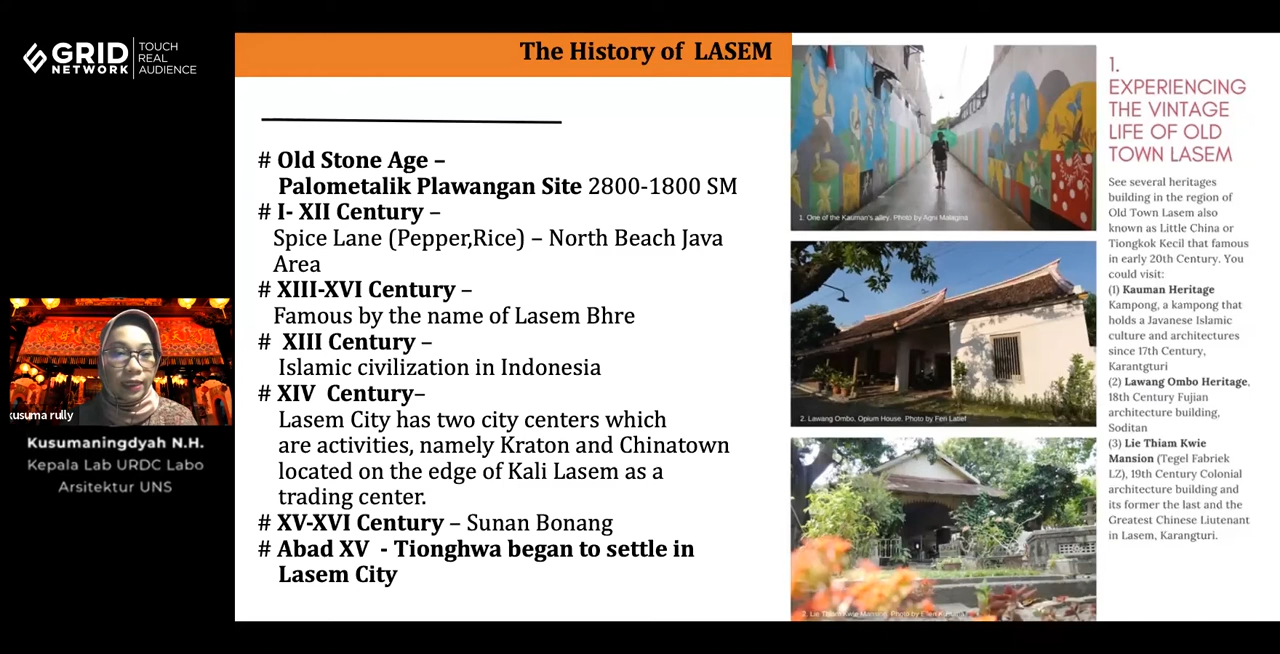 GRID
NETWORK
TOUCH
REAL
AUDIENCE
kusuma rully
Kusumaningdyah N.H.
Kepala Lab URDC Labo
Arsitektur UNS
The History of LASEM
# Old Stone Age –
Palometalik Plawangan Site 2800-1800 SM
# I- XII Century –
Spice Lane (Pepper,Rice) – North Beach Java
Area
# XIII-XVI Century –
Famous by the name of Lasem Bhre
# XIII Century –
Islamic civilization in Indonesia
# XIV Century–
Lasem City has two city centers which
are activities, namely Kraton and Chinatown
located on the edge of Kali Lasem as a
trading center.
# XV-XVI Century – Sunan Bonang
# Abad XV - Tionghwa began to settle in
Lasem City
1. One of the Kauman's alley, Photo by Agni Malagina
2. Lawang Ombo, Opium House. Photo by Feri Latief
3. Lie Thiam Kwie Mansion, Photo by
1.
EXPERIENCING
THE VINTAGE
LIFE OF OLD
TOWN LASEM
See several heritages
building in the region of
Old Town Lasem also
known as Little China or
Tiongkok Kecil that famous
in early 20th Century. You
could visit:
(1) Kauman Heritage
Kampong, a kampong that
holds a Javanese Islamic
culture and architectures
since 17th Century,
Karangturi
(2) Lawang Ombo Heritage,
18th Century Fujian
architecture building,
Soditan
(3) Lie Thiam Kwie
Mansion (Tegel Fabriek
LZ), 19th Century Colonial
architecture building and
its former the last and the
Greatest Chinese Liutenant
in Lasem, Karangturi.